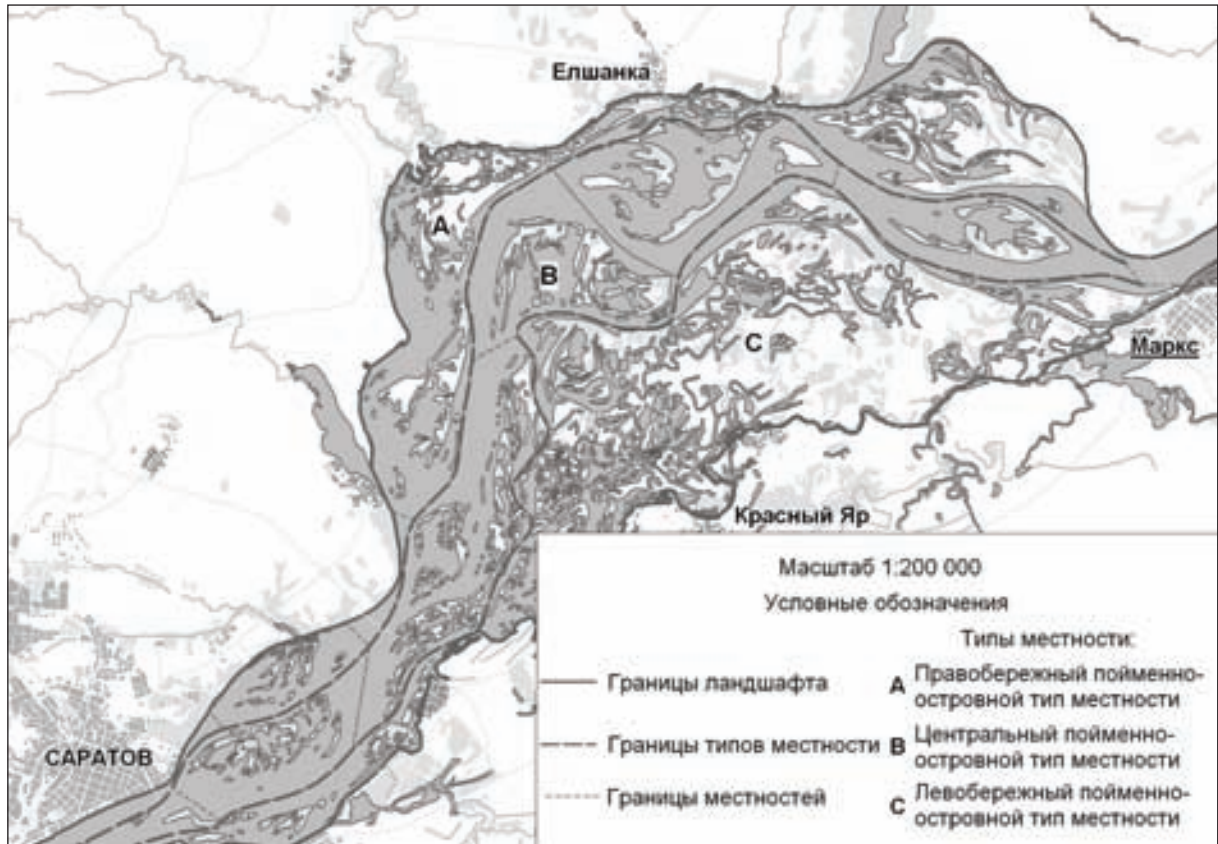 Елшанка
А
В
С
Маркс
Красный Яр
САРАТОВ
Масштаб 1:200 000
Условные обозначения
Типы местности:
Границы ландшафта
Границы типов местности
Границы местностей
А Правобережный пойменно-
островной тип местности
В Центральный пойменно-
островной тип местности
С Левобережный пойменно-
островной тип местности